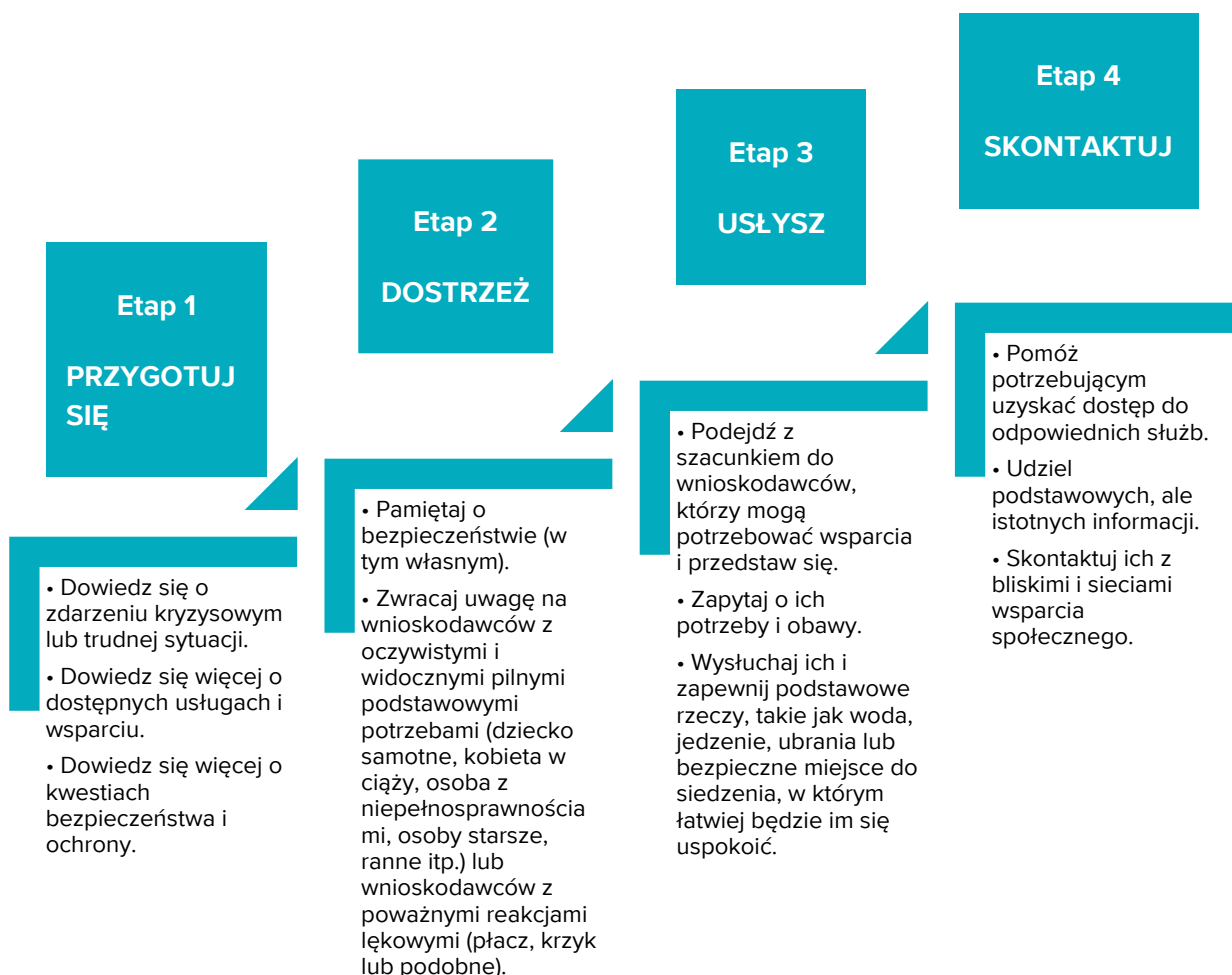 Etap 1
PRZYGOTUJ
SIĘ
• Dowiedz się o
zdarzeniu kryzysowym
lub trudnej sytuacji.
• Dowiedz się więcej o
dostępnych usługach i
wsparciu.
• Dowiedz się więcej o
kwestiach
bezpieczeństwa i
ochrony.
Etap 2
DOSTRZEŻ
• Pamiętaj o
bezpieczeństwie (w
tym własnym).
• Zwracaj uwagę na
wnioskodawców z
oczywistymi i
widocznymi pilnymi
podstawowymi
potrzebami (dziecko
samotne, kobieta w
ciąży, osoba z
niepełnosprawnościa
mi, osoby starsze,
ranne itp.) lub
wnioskodawców z
poważnymi reakcjami
lękowymi (płacz, krzyk
lub podobne).
Etap 3
USŁYSZ
• Podejdź z
szacunkiem do
wnioskodawców,
którzy mogą
potrzebować wsparcia
i przedstaw się.
• Zapytaj o ich
potrzeby i obawy.
• Wysłuchaj ich i
zapewnij podstawowe
rzeczy, takie jak woda,
jedzenie, ubrania lub
bezpieczne miejsce do
siedzenia, w którym
łatwiej będzie im się
uspokoić.
Etap 4
SKONTAKTUJ
• Pomóż
potrzebującym
uzyskać dostęp do
odpowiednich służb.
• Udziel
podstawowych, ale
istotnych informacji.
• Skontaktuj ich z
bliskimi i sieciami
wsparcia
społecznego.